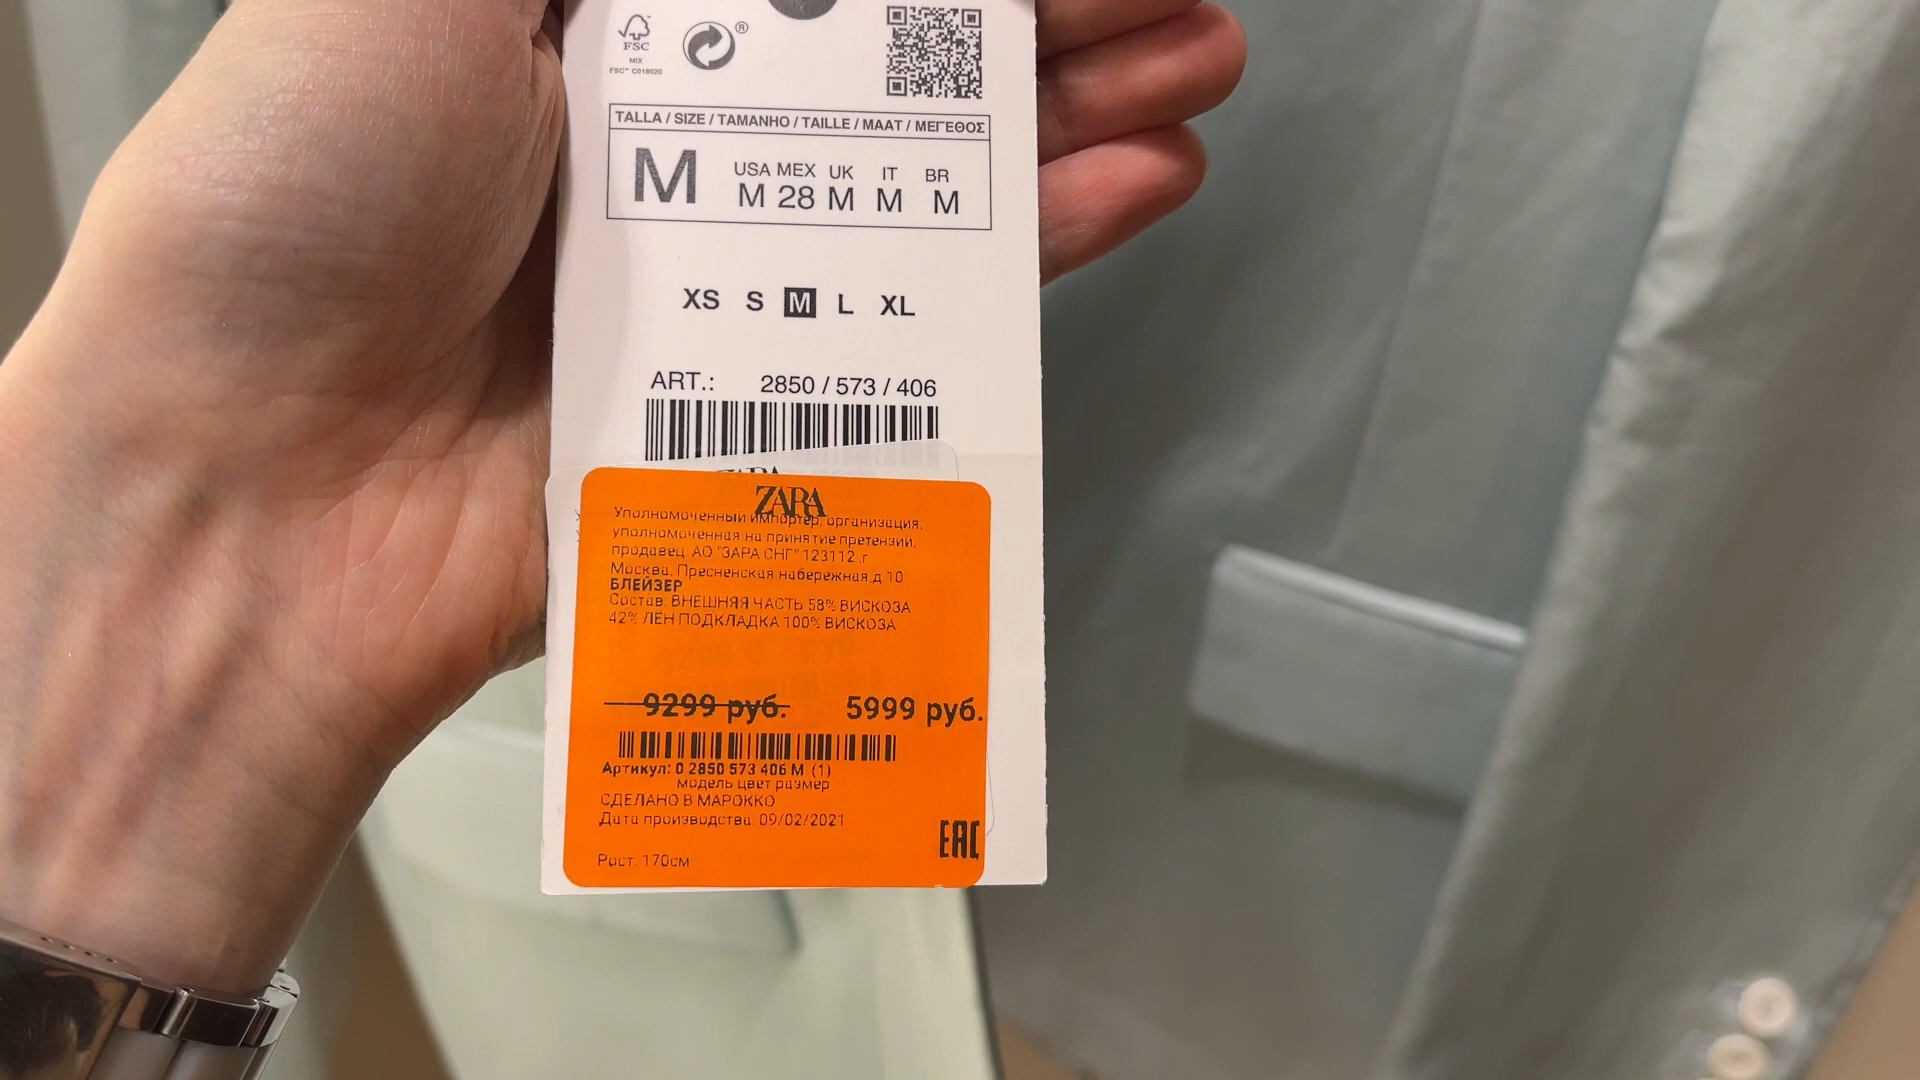 FSC
MIX
FSC™ C018020
®
TALLA / SIZE / TAMANHO / TAILLE / MAAT / ΜΕΓΕΘΟΣ
M
USA MEX UK IT BR
M 28 M M M
XS S M L XL
ART.: 2850 / 573 / 406
ZARA
Уполномоченный импортер, организация,
уполномоченная на принятие претензий,
продавец: АО "ЗАРА СНГ" 123112 ,г
Москва, Пресненская набережная,д 10
БЛЕЙЗЕР
Состав: ВНЕШНЯЯ ЧАСТЬ 58% ВИСКОЗА
42% ЛЕН ПОДКЛАДКА 100% ВИСКОЗА
9299 руб. 5999 руб.
Артикул: 0 2850 573 406 M (1)
модель цвет размер
СДЕЛАНО В МАРОККО
Дата производства: 09/02/2021
EAC
Рост: 170см